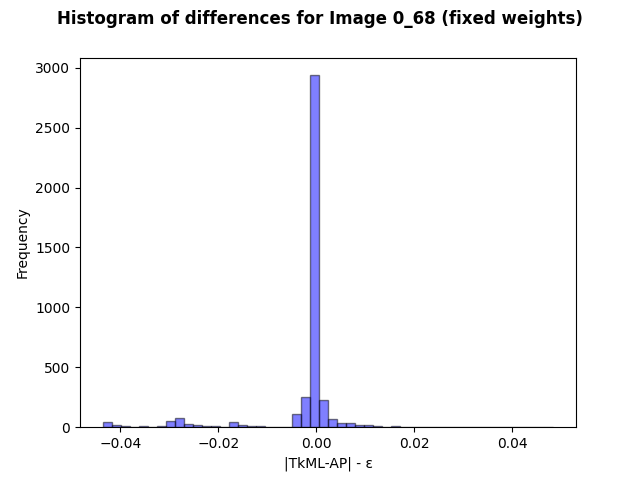 Histogram of differences for Image 0_68 (fixed weights)
3000
2500
2000
1500
1000
500
0
Frequency
−0.04 −0.02 0.00 0.02 0.04
|TkML-AP| - ε